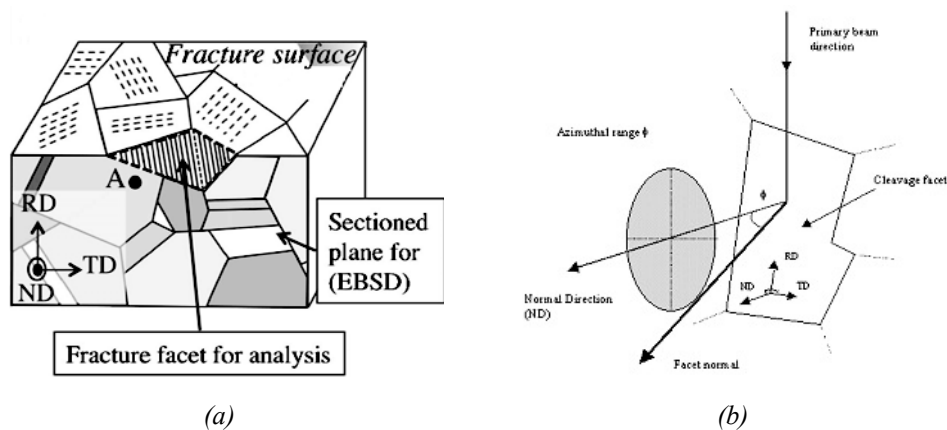 Fracture surface
A
RD
TD
ND
Sectioned
plane for
(EBSD)
Fracture facet for analysis
(a)
Primary beam
direction
Azimuthal range ϕ
Cleavage facet
ϕ
RD
ND
TD
Normal Direction
(ND)
Facet normal
(b)